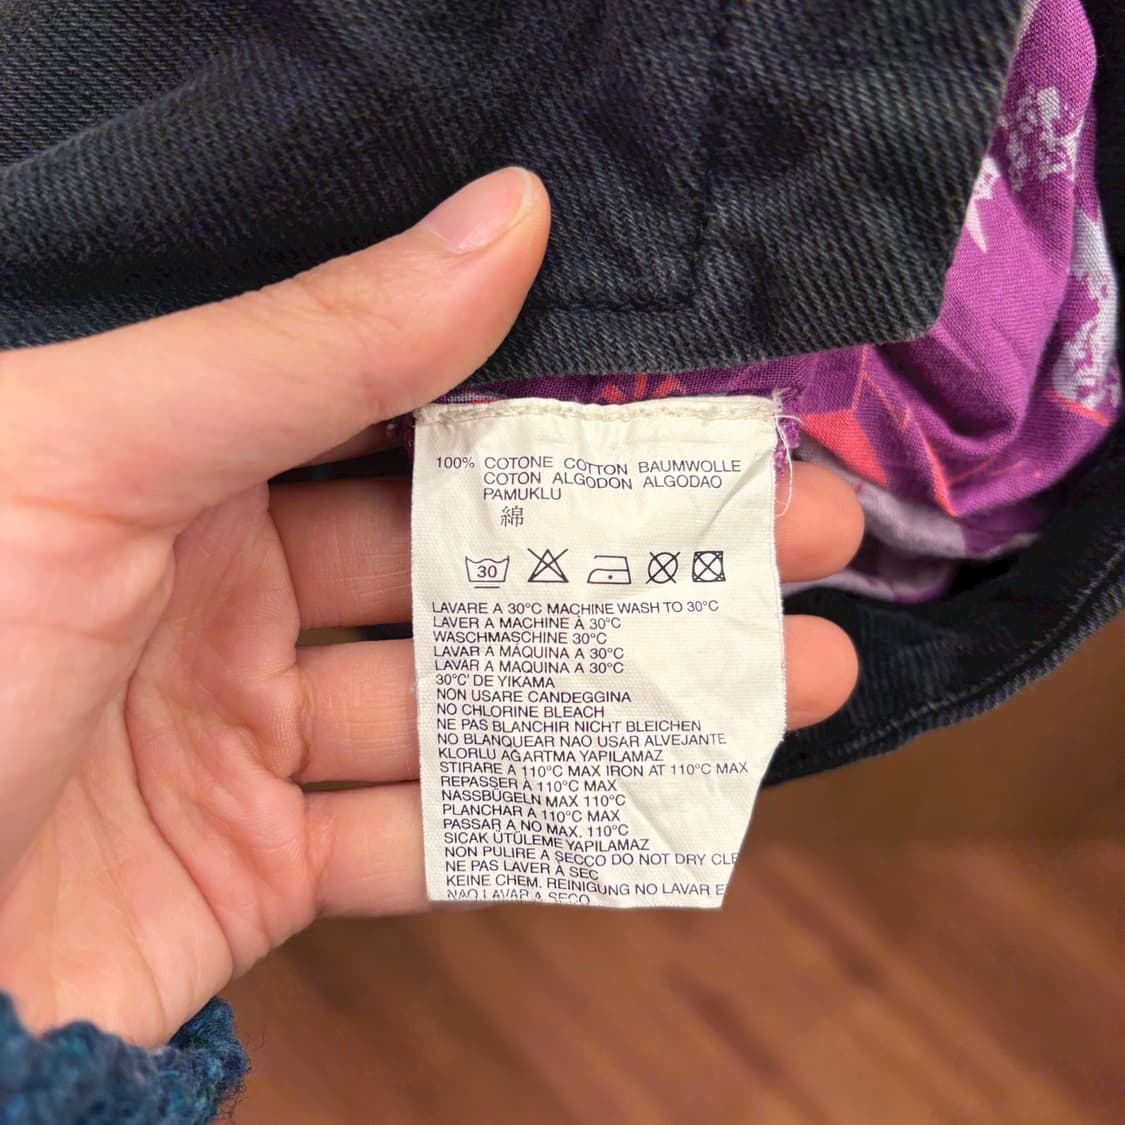 100% COTONE COTTON BAUMWOLLE
COTON ALGODON ALGODAO
PAMUKLU
綿
30
LAVARE A 30°C MACHINE WASH TO 30°C
LAVER A MACHINE À 30°C
WASCHMASCHINE 30°C
LAVAR A MÁQUINA A 30°C
LAVAR A MAQUINA A 30°C
30°C' DE YIKAMA
NON USARE CANDEGGINA
NO CHLORINE BLEACH
NE PAS BLANCHIR NICHT BLEICHEN
NO BLANQUEAR NAO USAR ALVEJANTE
KLORLU AGARTMA YAPILAMAZ
STIRARE A 110°C MAX IRON AT 110°C MAX
REPASSER À 110°C MAX
NASSBÜGELN MAX 110°C
PLANCHAR A 110°C MAX
PASSAR A NO MAX. 110°C
SICAK ÜTÜLEME YAPILAMAZ
NON PULIRE A SECCO DO NOT DRY CLE
NE PAS LAVER À SEC
KEINE CHEM. REINIGUNG NO LAVAR E
NAO LAVAR A SECO